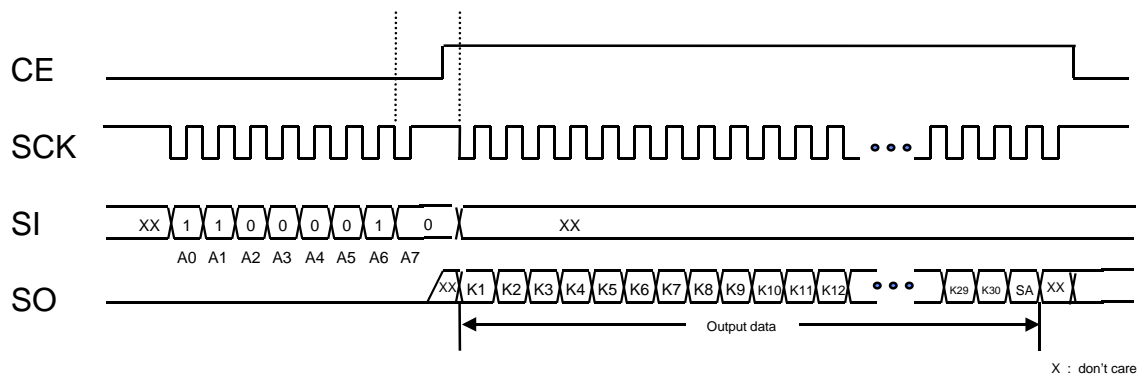 CE
SCK
SI XX 1 1 0 0 0 0 1 0 XX
A0 A1 A2 A3 A4 A5 A6 A7
SO XX K1 K2 K3 K4 K5 K6 K7 K8 K9 K10 K11 K12 K29 K30 SA XX
Output data
X : don't care